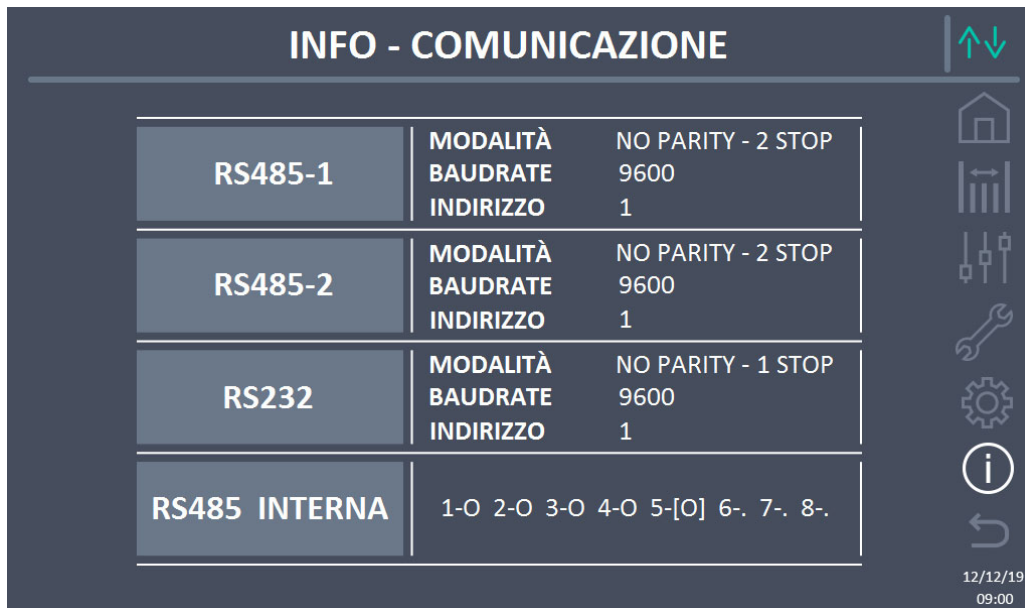 INFO - COMUNICAZIONE
RS485-1
MODALITÀ NO PARITY - 2 STOP
BAUDRATE 9600
INDIRIZZO 1
RS485-2
MODALITÀ NO PARITY - 2 STOP
BAUDRATE 9600
INDIRIZZO 1
RS232
MODALITÀ NO PARITY - 1 STOP
BAUDRATE 9600
INDIRIZZO 1
RS485 INTERNA
1-O 2-O 3-O 4-O 5-[O] 6-. 7-. 8-.
12/12/19
09:00